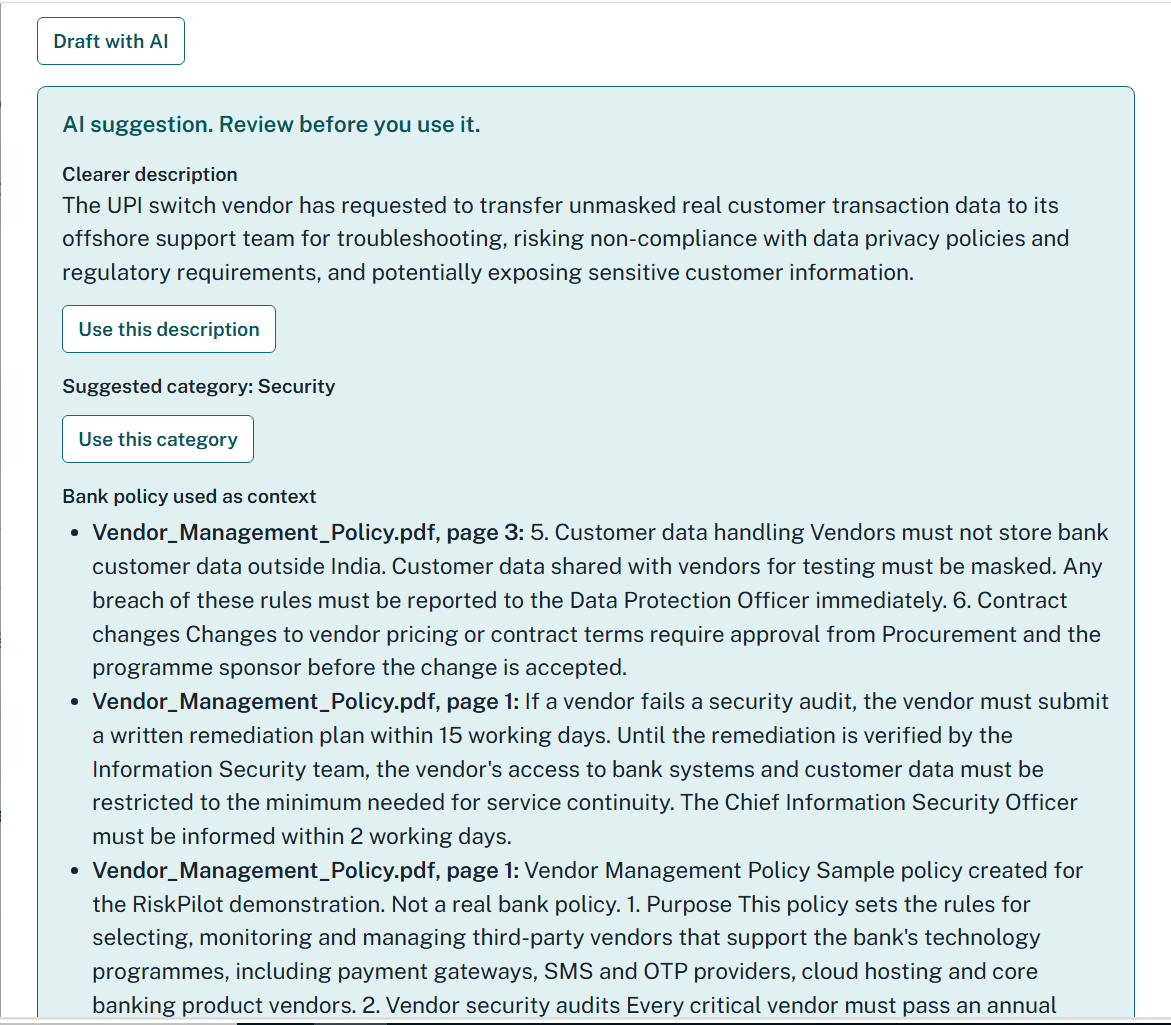 Draft with AI
AI suggestion. Review before you use it.
Clearer description
The UPI switch vendor has requested to transfer unmasked real customer transaction data to its
offshore support team for troubleshooting, risking non-compliance with data privacy policies and
regulatory requirements, and potentially exposing sensitive customer information.
Use this description
Suggested category: Security
Use this category
Bank policy used as context
• Vendor_Management_Policy.pdf, page 3: 5. Customer data handling Vendors must not store bank
customer data outside India. Customer data shared with vendors for testing must be masked. Any
breach of these rules must be reported to the Data Protection Officer immediately. 6. Contract
changes Changes to vendor pricing or contract terms require approval from Procurement and the
programme sponsor before the change is accepted.
• Vendor_Management_Policy.pdf, page 1: If a vendor fails a security audit, the vendor must submit
a written remediation plan within 15 working days. Until the remediation is verified by the
Information Security team, the vendor's access to bank systems and customer data must be
restricted to the minimum needed for service continuity. The Chief Information Security Officer
must be informed within 2 working days.
• Vendor_Management_Policy.pdf, page 1: Vendor Management Policy Sample policy created for
the RiskPilot demonstration. Not a real bank policy. 1. Purpose This policy sets the rules for
selecting, monitoring and managing third-party vendors that support the bank's technology
programmes, including payment gateways, SMS and OTP providers, cloud hosting and core
banking product vendors. 2. Vendor security audits Every critical vendor must pass an annual